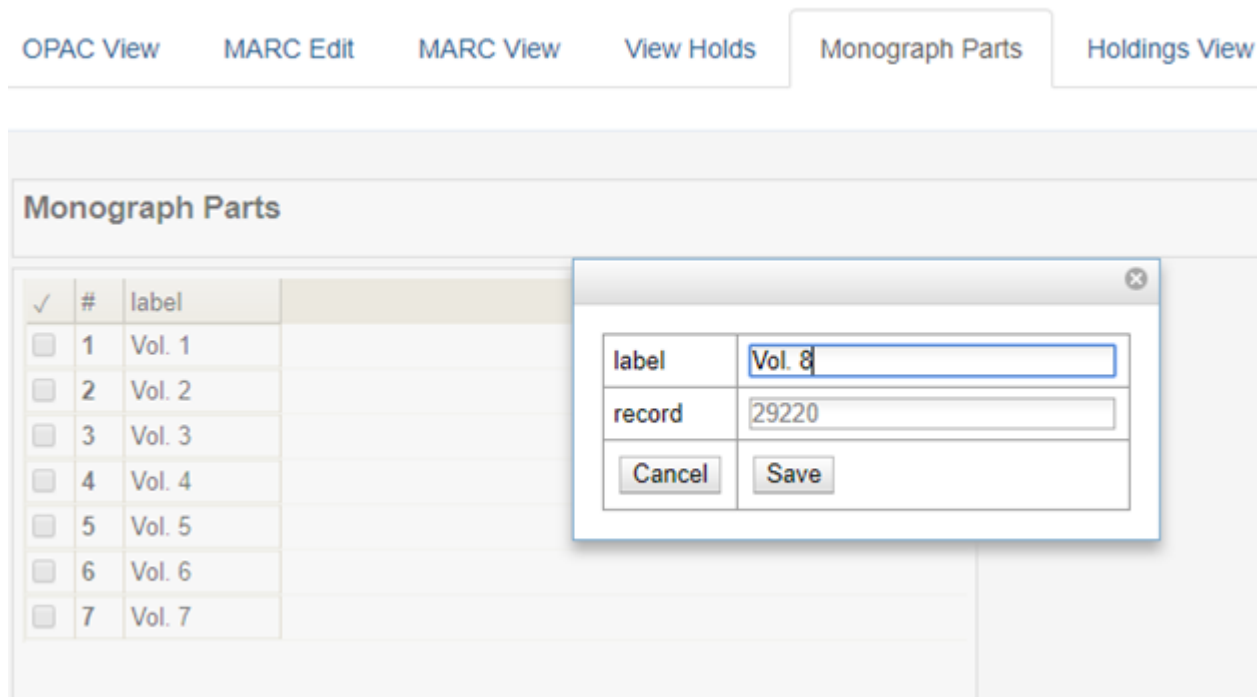 OPAC View MARC Edit MARC View View Holds Monograph Parts Holdings View
Monograph Parts
✓ # label
1 Vol. 1
2 Vol. 2
3 Vol. 3
4 Vol. 4
5 Vol. 5
6 Vol. 6
7 Vol. 7
label Vol. 8
record 29220
Cancel Save